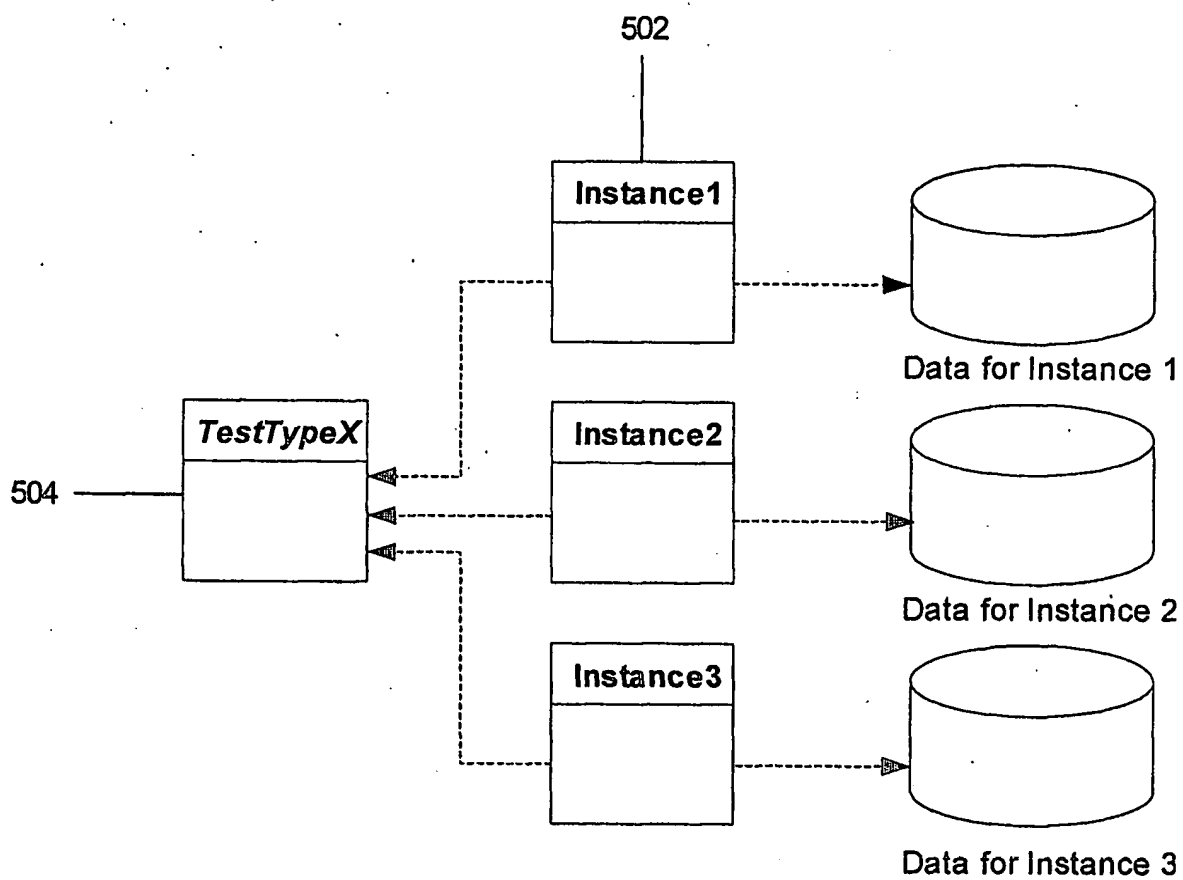 502
Instance1
Data for Instance 1
TestTypeX
Instance2
504
Data for Instance 2
Instance3
Data for Instance 3